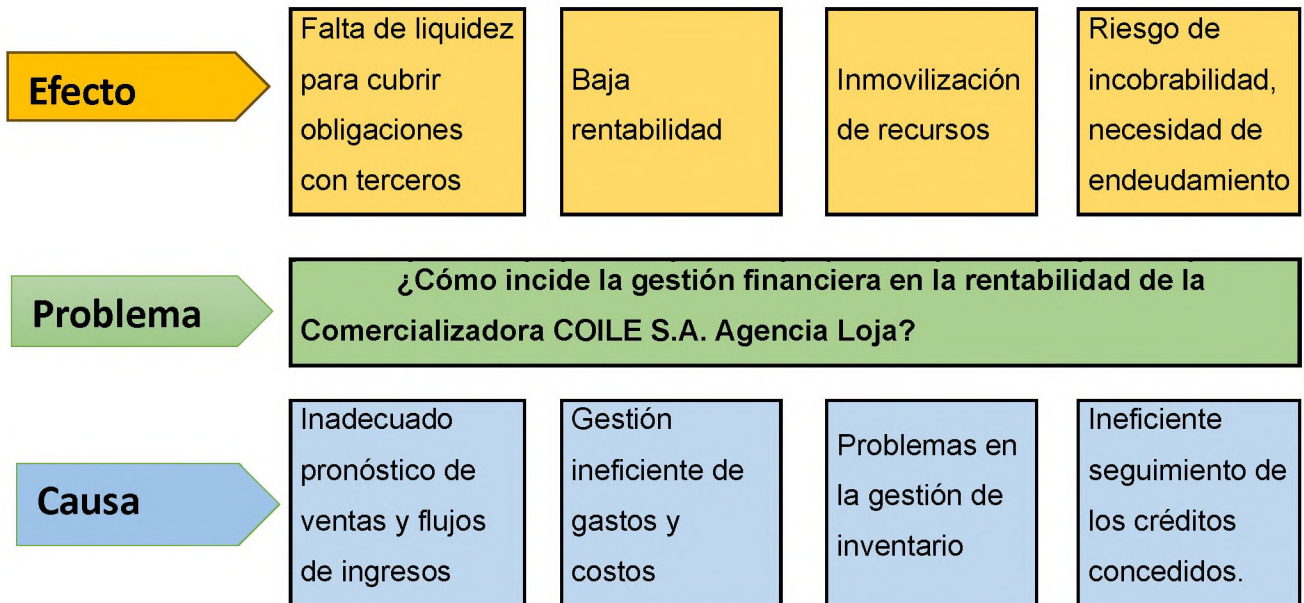 Efecto
Falta de liquidez
para cubrir
obligaciones
con terceros
Baja
rentabilidad
Inmovilización
de recursos
Riesgo de
incobrabilidad,
necesidad de
endeudamiento
Problema
¿Cómo incide la gestión financiera en la rentabilidad de la
Comercializadora COILE S.A. Agencia Loja?
Causa
Inadecuado
pronóstico de
ventas y flujos
de ingresos
Gestión
ineficiente de
gastos y
costos
Problemas en
la gestión de
inventario
Ineficiente
seguimiento de
los créditos
concedidos.